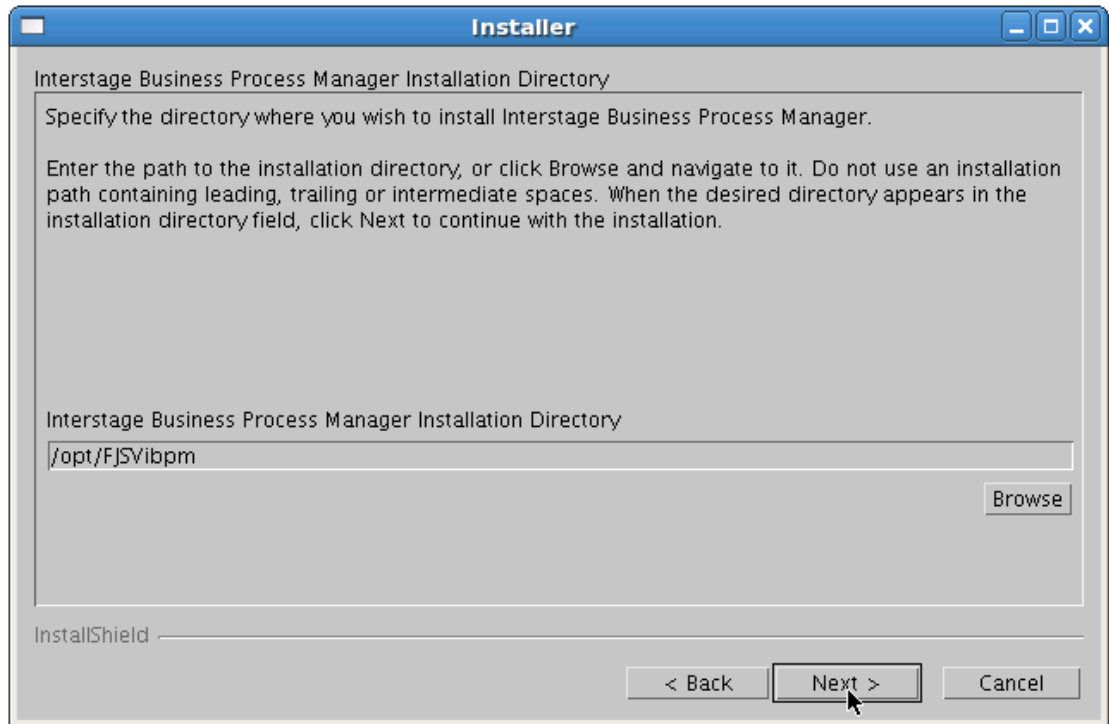 Installer
Interstage Business Process Manager Installation Directory
Specify the directory where you wish to install Interstage Business Process Manager.
Enter the path to the installation directory, or click Browse and navigate to it. Do not use an installation
path containing leading, trailing or intermediate spaces. When the desired directory appears in the
installation directory field, click Next to continue with the installation.
Interstage Business Process Manager Installation Directory
/opt/FJSVibpm
Browse
InstallShield
< Back Next > Cancel